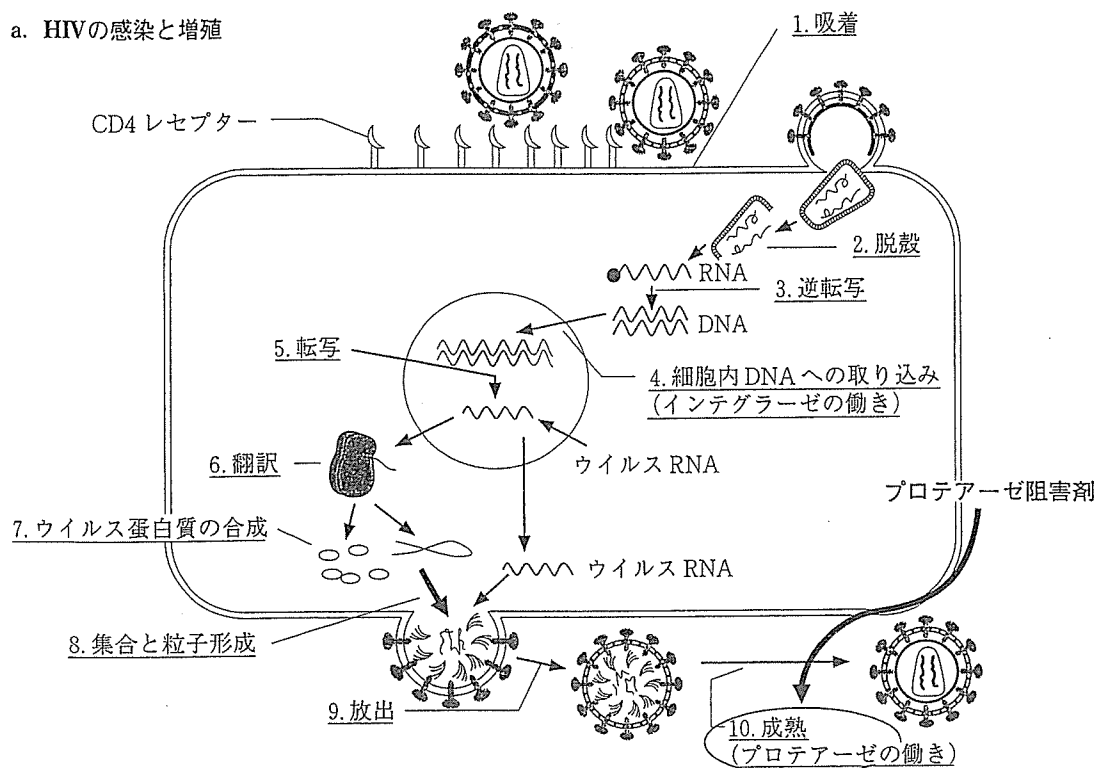 a. HIVの感染と増殖
1.吸着
CD4レセプター
2.脱殻
RNA
3.逆転写
DNA
5.転写
4.細胞内DNAへの取り込み
(インテグラーゼの働き)
6.翻訳
ウイルスRNA
プロテアーゼ阻害剤
7.ウイルス蛋白質の合成
ウイルスRNA
8.集合と粒子形成
9.放出
10.成熟
(プロテアーゼの働き)